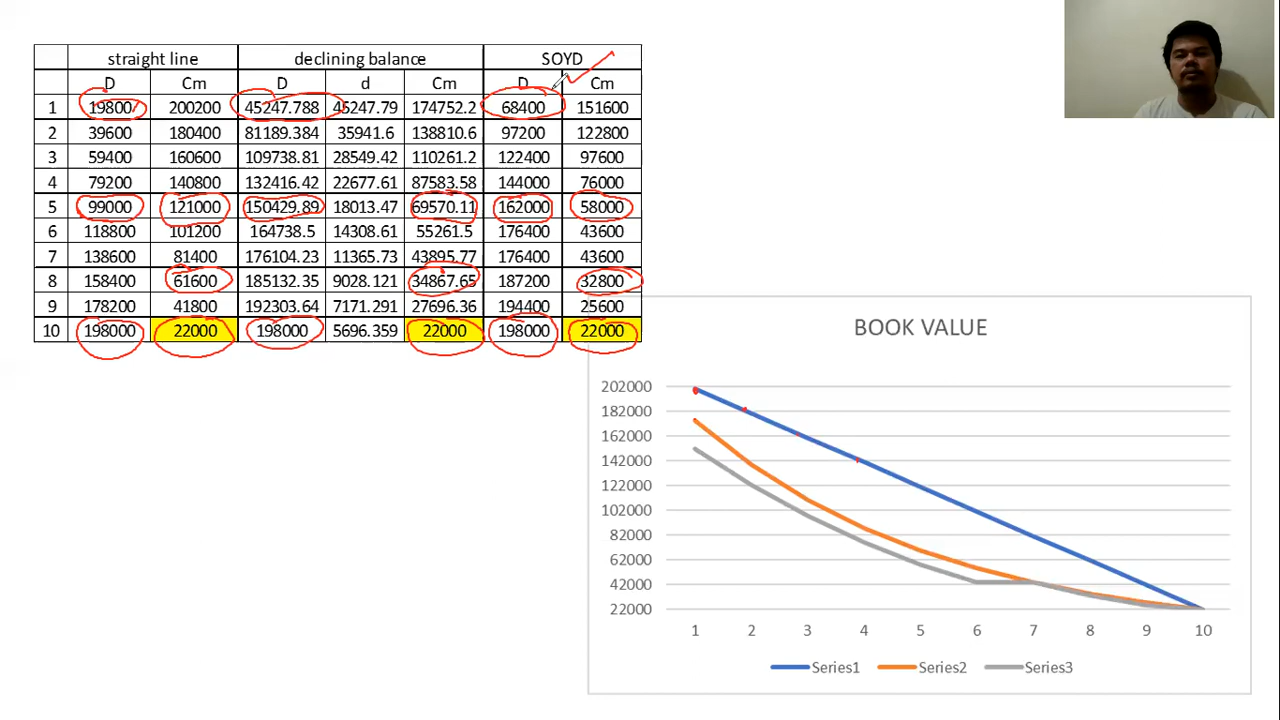 straight line declining balance SOYD
D Cm D d Cm D Cm
1 19800 200200 45247.788 45247.79 174752.2 68400 151600
2 39600 180400 81189.384 35941.6 138810.6 97200 122800
3 59400 160600 109738.81 28549.42 110261.2 122400 97600
4 79200 140800 132416.42 22677.61 87583.58 144000 76000
5 99000 121000 150429.89 18013.47 69570.11 162000 58000
6 118800 101200 164738.5 14308.61 55261.5 176400 43600
7 138600 81400 176104.23 11365.73 43895.77 176400 43600
8 158400 61600 185132.35 9028.121 34867.65 187200 32800
9 178200 41800 192303.64 7171.291 27696.36 194400 25600
10 198000 22000 198000 5696.359 22000 198000 22000
BOOK VALUE
202000
182000
162000
142000
122000
102000
82000
62000
42000
22000
1 2 3 4 5 6 7 8 9 10
Series1 Series2 Series3